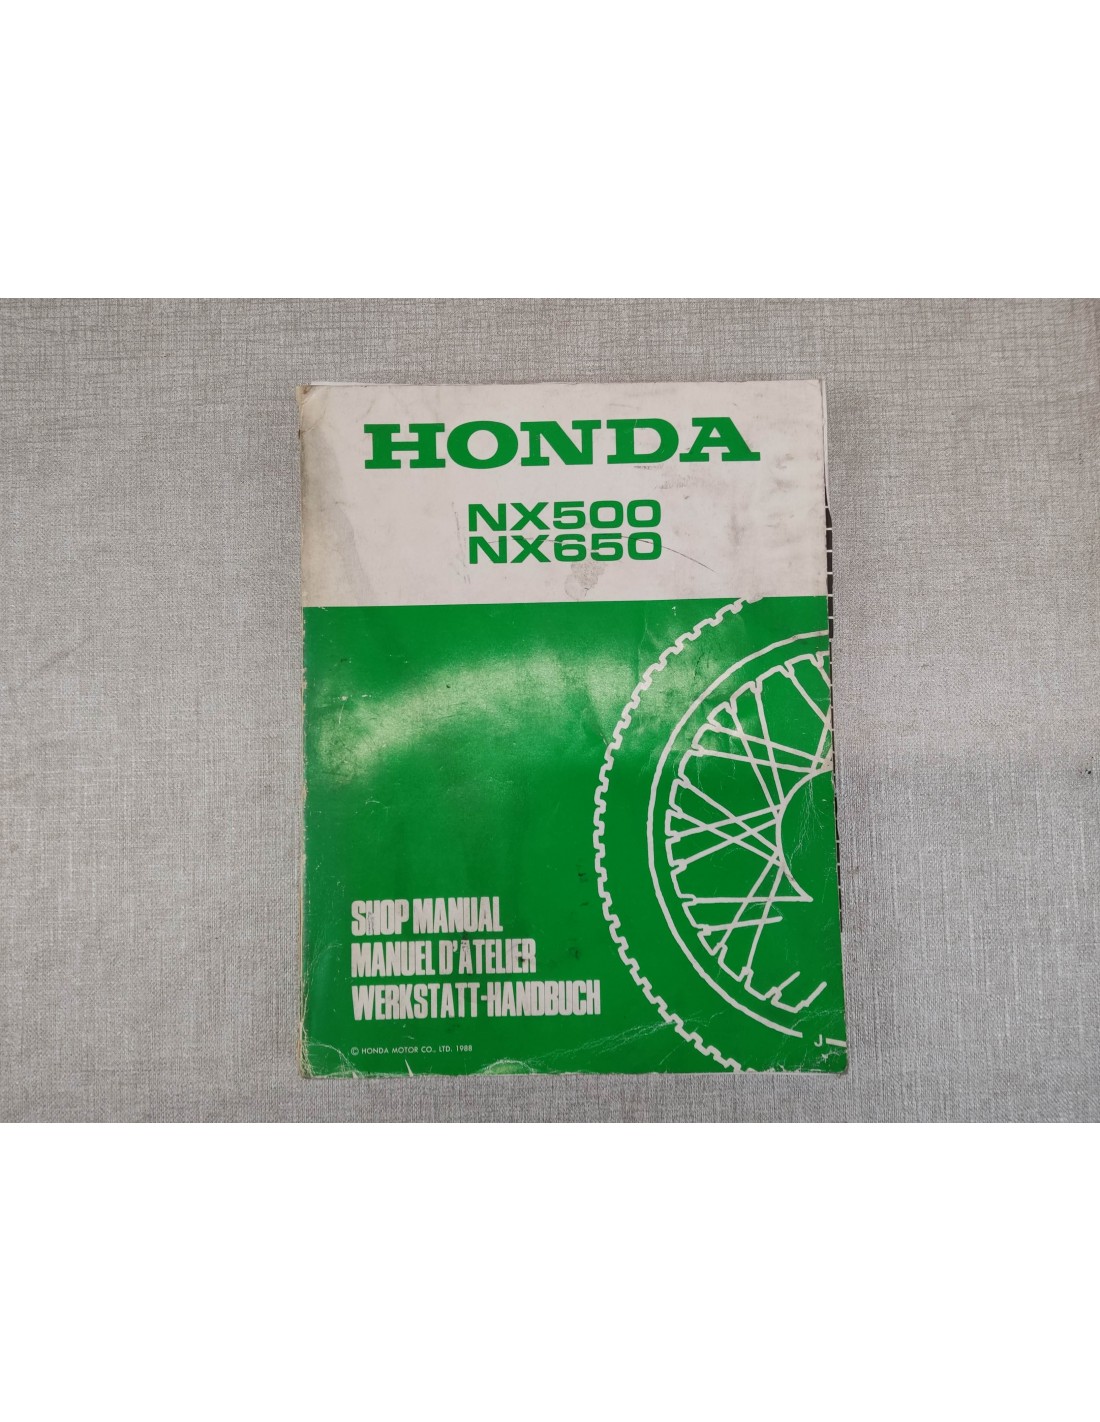 HONDA
NX500
NX650
SHOP MANUAL
MANUEL D'ATELIER
WERKSTATT-HANDBUCH
© HONDA MOTOR CO., LTD. 1988
J